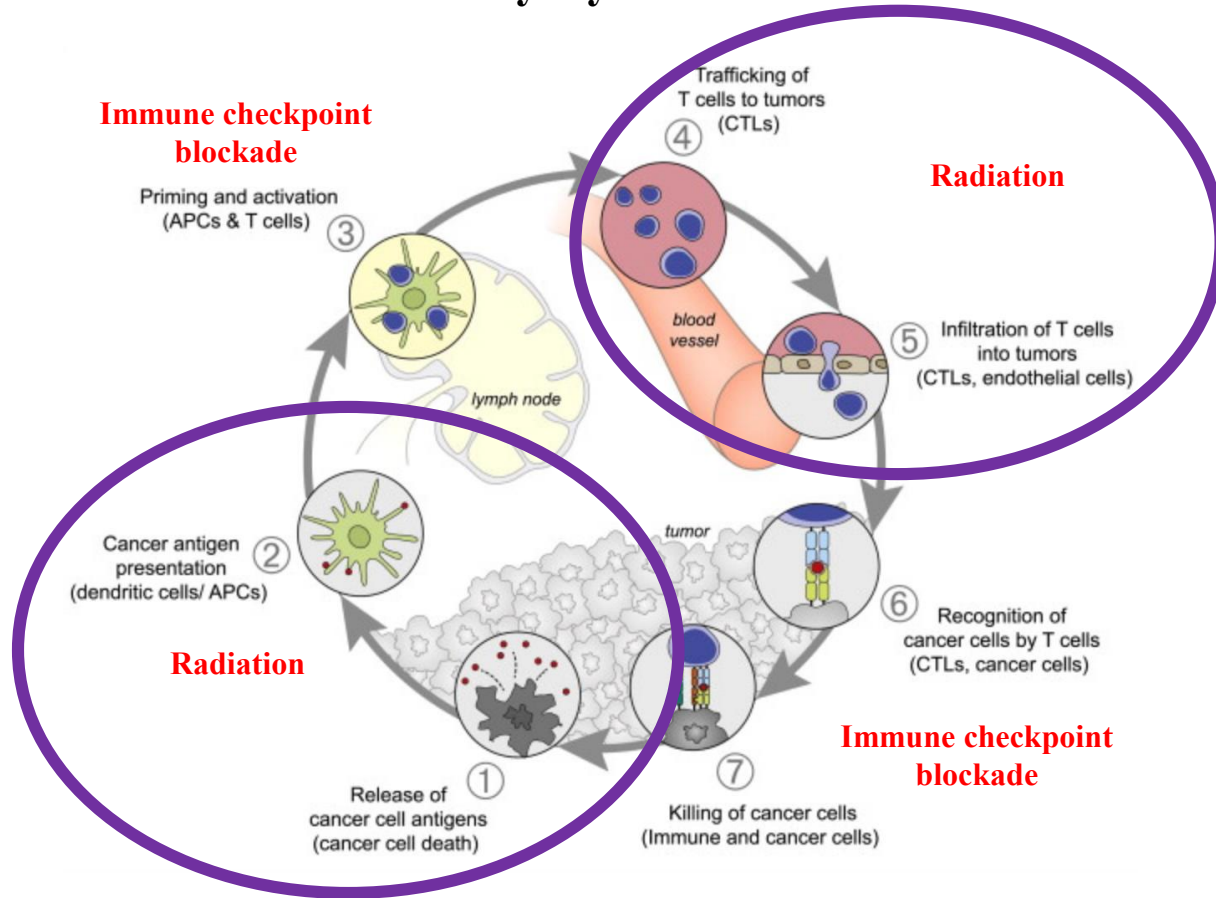 Immune checkpoint
blockade
Priming and activation
(APCs & T cells)
③
Trafficking of
T cells to tumors
(CTLs)
④
Radiation
blood
vessel
⑤
Infiltration of T cells
into tumors
(CTLs, endothelial cells)
lymph node
Cancer antigen
presentation
(dendritic cells/ APCs)
②
Radiation
tumor
⑥
Recognition of
cancer cells by T cells
(CTLs, cancer cells)
Immune checkpoint
blockade
⑦
Killing of cancer cells
(Immune and cancer cells)
①
Release of
cancer cell antigens
(cancer cell death)